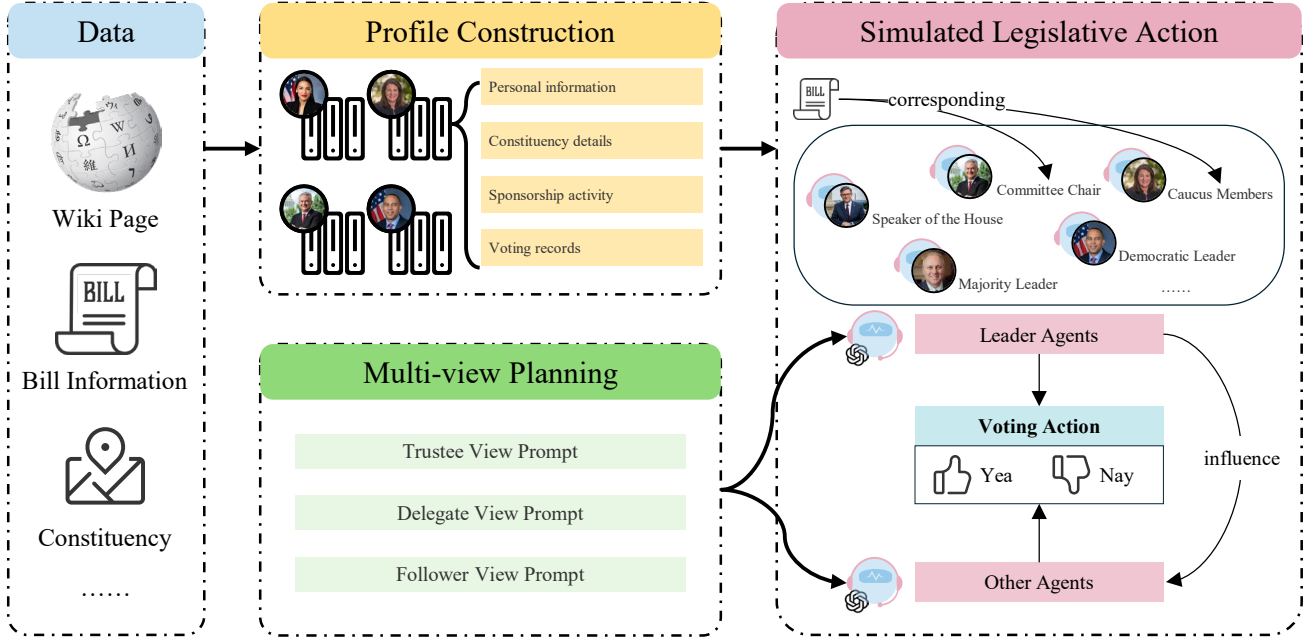 Data
Wiki Page
BILL
Bill Information
Constituency
......
Profile Construction
Personal information
Constituency details
Sponsorship activity
Voting records
Multi-view Planning
Trustee View Prompt
Delegate View Prompt
Follower View Prompt
Simulated Legislative Action
BILL
corresponding
Committee Chair
Caucus Members
Speaker of the House
Democratic Leader
Majority Leader
......
Leader Agents
Voting Action
Yea
Nay
influence
Other Agents